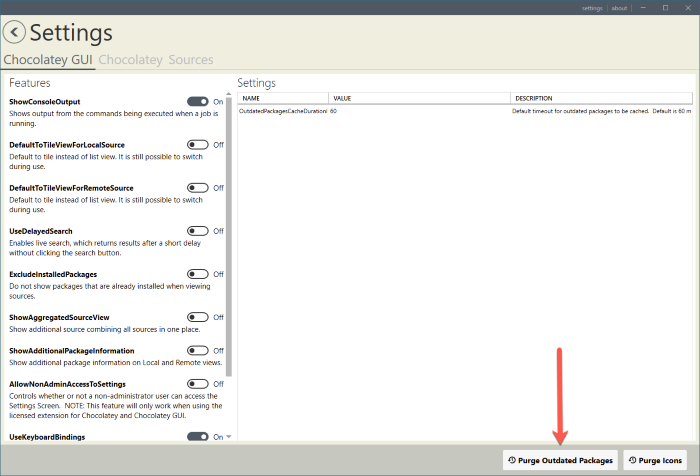 settings
about
Settings
Chocolatey GUI Chocolatey Sources
Features
ShowConsoleOutput
On
Shows output from the commands being executed when a job is
running.
DefaultToTileViewForLocalSource
Off
Default to tile instead of list view. It is still possible to switch
during use.
DefaultToTileViewForRemoteSource
Off
Default to tile instead of list view. It is still possible to switch
during use.
UseDelayedSearch
Off
Enables live search, which returns results after a short delay
without clicking the search button.
ExcludeInstalledPackages
Off
Do not show packages that are already installed when viewing
sources.
ShowAggregatedSourceView
Off
Show additional source combining all sources in one place.
ShowAdditionalPackageInformation
Off
Show additional package information on Local and Remote views.
AllowNonAdminAccessToSettings
Off
Controls whether or not a non-administrator user can access the
Settings Screen. NOTE: This feature will only work when using the
licensed extension for Chocolatey and Chocolatey GUI.
UseKeyboardBindings
On
Settings
NAME VALUE DESCRIPTION
OutdatedPackagesCacheDurationI 60 Default timeout for outdated packages to be cached. Default is 60 m
Purge Outdated Packages
Purge Icons